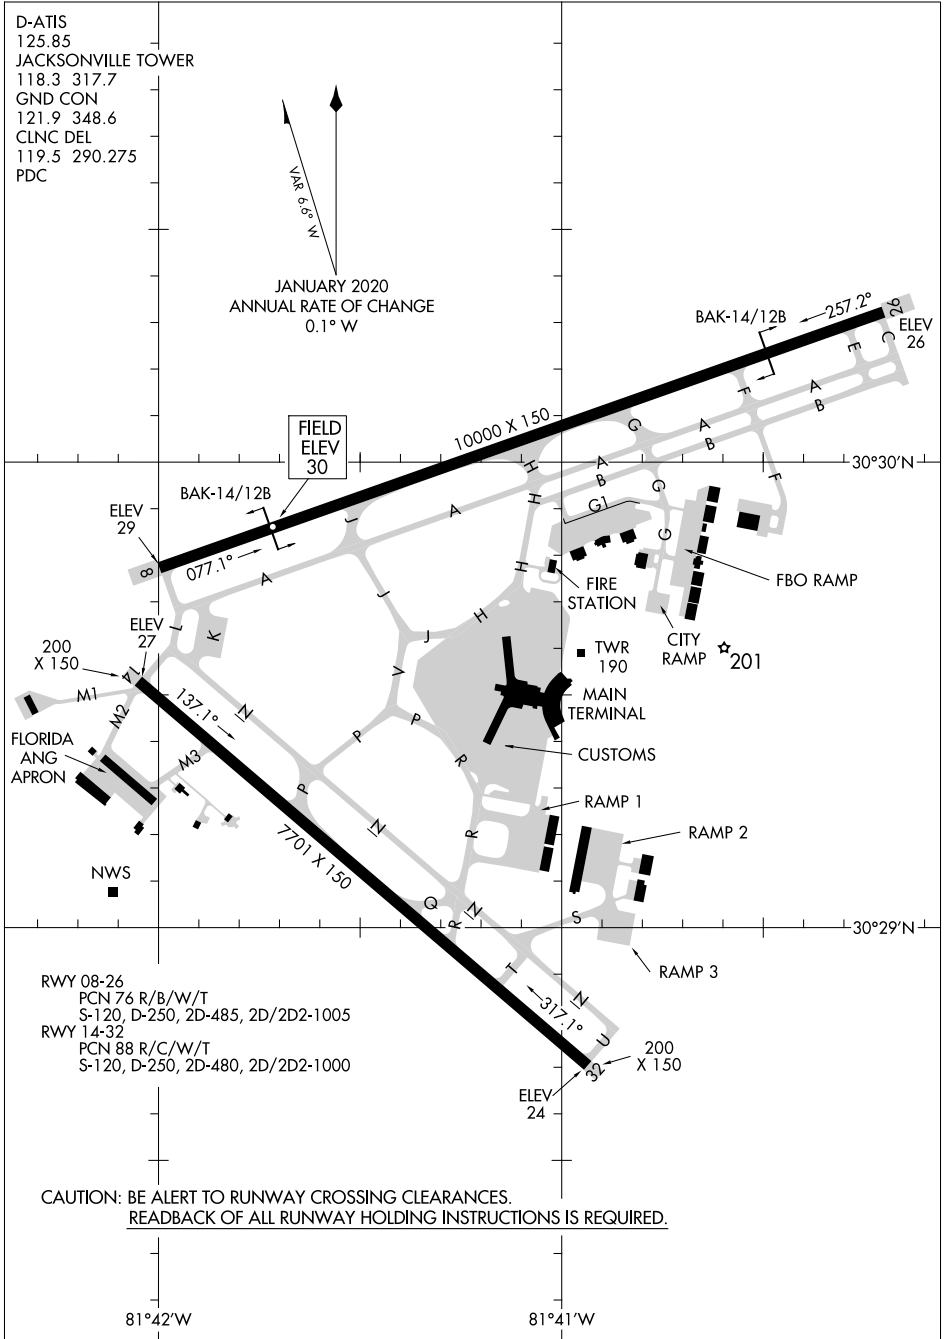 D-ATIS
125.85
JACKSONVILLE TOWER
118.3 317.7
GND CON
121.9 348.6
CLNC DEL
119.5 290.275
PDC
VAR 6.6° W
JANUARY 2020
ANNUAL RATE OF CHANGE
0.1° W
BAK-14/12B
257.2°
26
ELEV
26
C
E
F
A
B
10000 X 150
G
A
B
FIELD
ELEV
30
H
A
B
F
30°30'N
BAK-14/12B
G
ELEV
29
J
A
H
G1
G
8
077.1°
A
H
FBO RAMP
FIRE
STATION
J
H
CITY
RAMP
201
ELEV
27
L
K
J
TWR
190
200
X 150
14
M1
V
MAIN
TERMINAL
137.1°
N
M2
P
P
FLORIDA
ANG
APRON
M3
R
CUSTOMS
P
RAMP 1
N
R
RAMP 2
7701 X 150
NWS
Q
N
R
S
30°29'N
T
RAMP 3
317.1°
N
U
32
200
X 150
ELEV
24
RWY 08-26
PCN 76 R/B/W/T
S-120, D-250, 2D-485, 2D/2D2-1005
RWY 14-32
PCN 88 R/C/W/T
S-120, D-250, 2D-480, 2D/2D2-1000
CAUTION: BE ALERT TO RUNWAY CROSSING CLEARANCES.
READBACK OF ALL RUNWAY HOLDING INSTRUCTIONS IS REQUIRED.
81°42'W
81°41'W